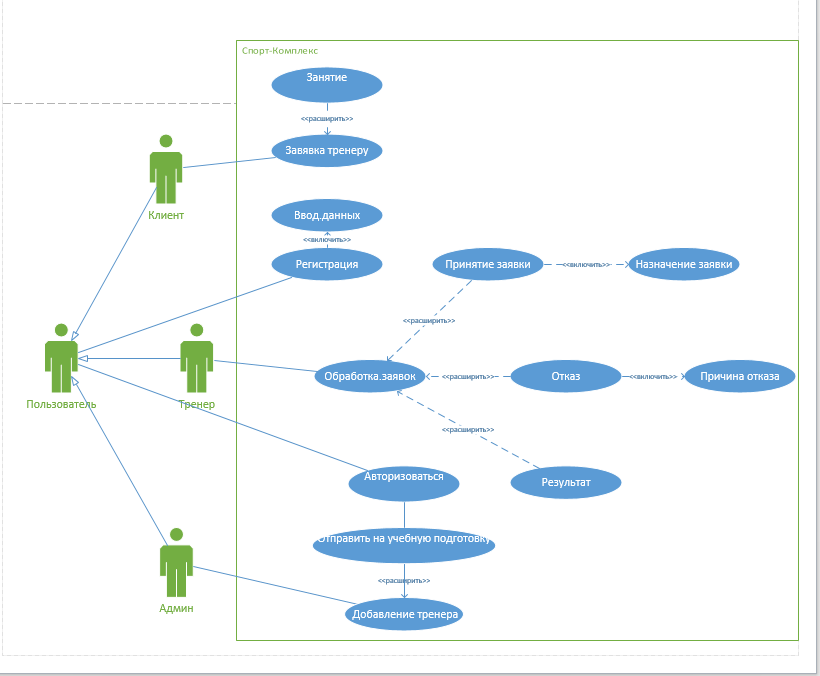 Спорт-Комплекс
Занятие
<<расширить>>
Завявка тренеру
Клиент
Ввод.данных
<<включить>>
Регистрация
Принятие заявки
<<включить>>
Назначение заявки
<<расширить>>
Пользователь
Тренер
Обработка.заявок
<<расширить>>
Отказ
<<включить>>
Причина отказа
<<расширить>>
Авторизоваться
Результат
Отправить на учебную подготовку
<<расширить>>
Админ
Добавление тренера